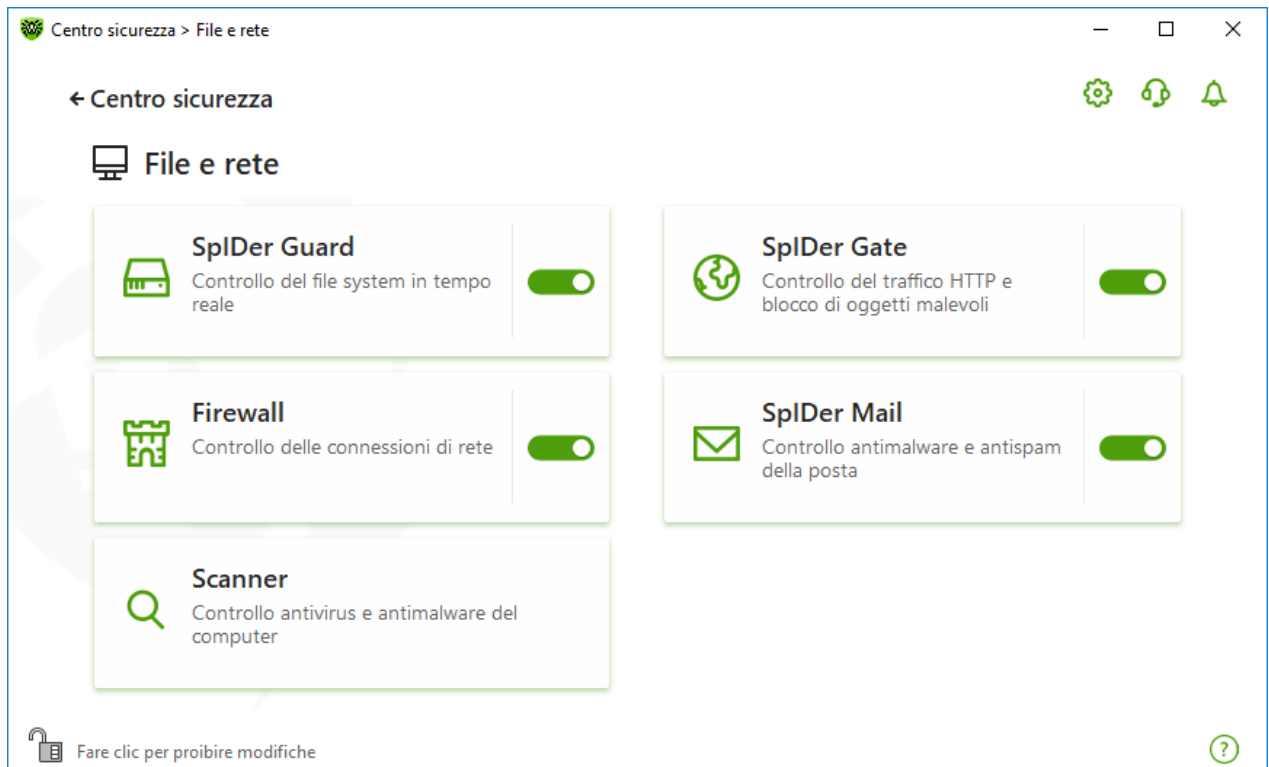 Centro sicurezza > File e rete
Centro sicurezza
File e rete
SpIDer Guard
Controllo del file system in tempo
reale
SpIDer Gate
Controllo del traffico HTTP e
blocco di oggetti malevoli
Firewall
Controllo delle connessioni di rete
SpIDer Mail
Controllo antimalware e antispam
della posta
Scanner
Controllo antivirus e antimalware del
computer
Fare clic per proibire modifiche
?